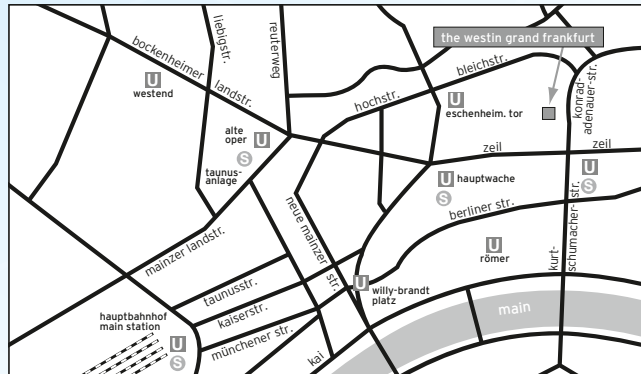 the westin grand frankfurt
bockenheimer
landstr.
liebigstr.
reuterweg
U
westend
hochstr.
bleichstr.
U
eschenheim. tor
konrad-
adenauer-str.
alte
oper
U
S
taunus-
anlage
zeil
zeil
U
hauptwache
S
U
S
neue mainzer
str.
berliner str.
kurt-
schumacher-str.
mainzer landstr.
U
römer
taunusstr.
U
willy-brandt
platz
kaiserstr.
hauptbahnhof
main station
U
S
münchener str.
kai
main